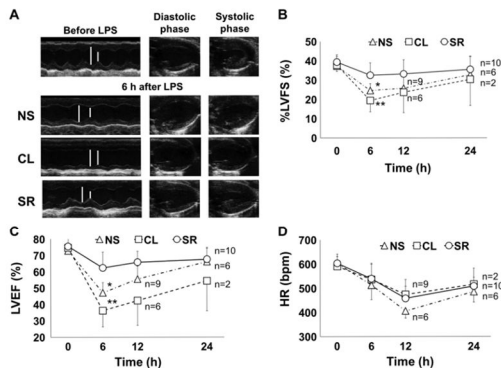 A
Before LPS
Diastolic
phase
Systolic
phase
6 h after LPS
NS
CL
SR
B
NS CL SR
%LVFS (%)
50
40
30
20
10
0
*
**
n=9
n=6
n=10
n=6
n=2
0 6 12 24
Time (h)
C
NS CL SR
LVEF (%)
80
70
60
50
40
30
20
*
**
n=9
n=6
n=10
n=6
n=2
0 6 12 24
Time (h)
D
NS CL SR
HR
(bpm)
800
700
600
500
400
300
200
n=9
n=6
n=2
n=10
n=6
0 6 12 24
Time (h)